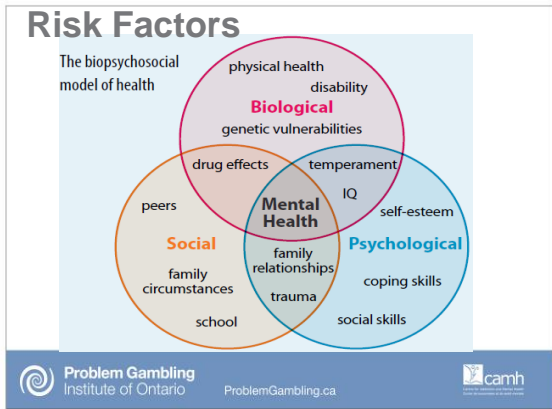 Risk Factors
The biopsychosocial
model of health
physical health
disability
Biological
genetic vulnerabilities
drug effects
temperament
IQ
Mental
Health
peers
self-esteem
Social
Psychological
family
relationships
family
circumstances
coping skills
trauma
school
social skills
Problem Gambling
Institute of Ontario
ProblemGambling.ca
camh